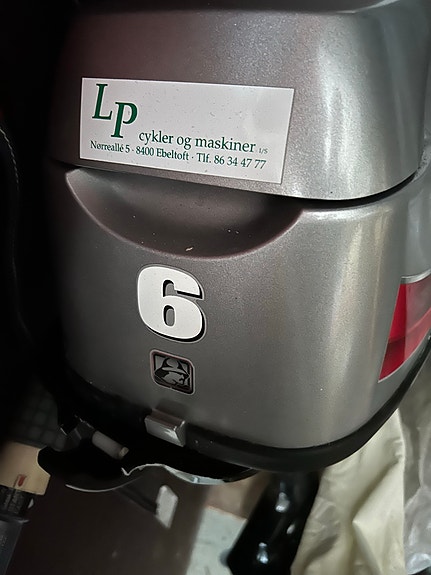 LP cykler og maskiner I/S
Nørreallé 5 - 8400 Ebeltoft · Tlf. 86 34 47 77
6